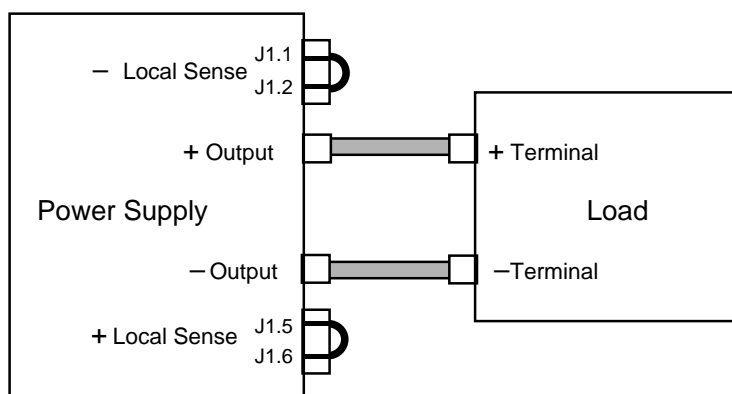 J1.1
− Local Sense
J1.2
+ Output
+ Terminal
Power Supply
Load
− Output
−Terminal
J1.5
+ Local Sense
J1.6